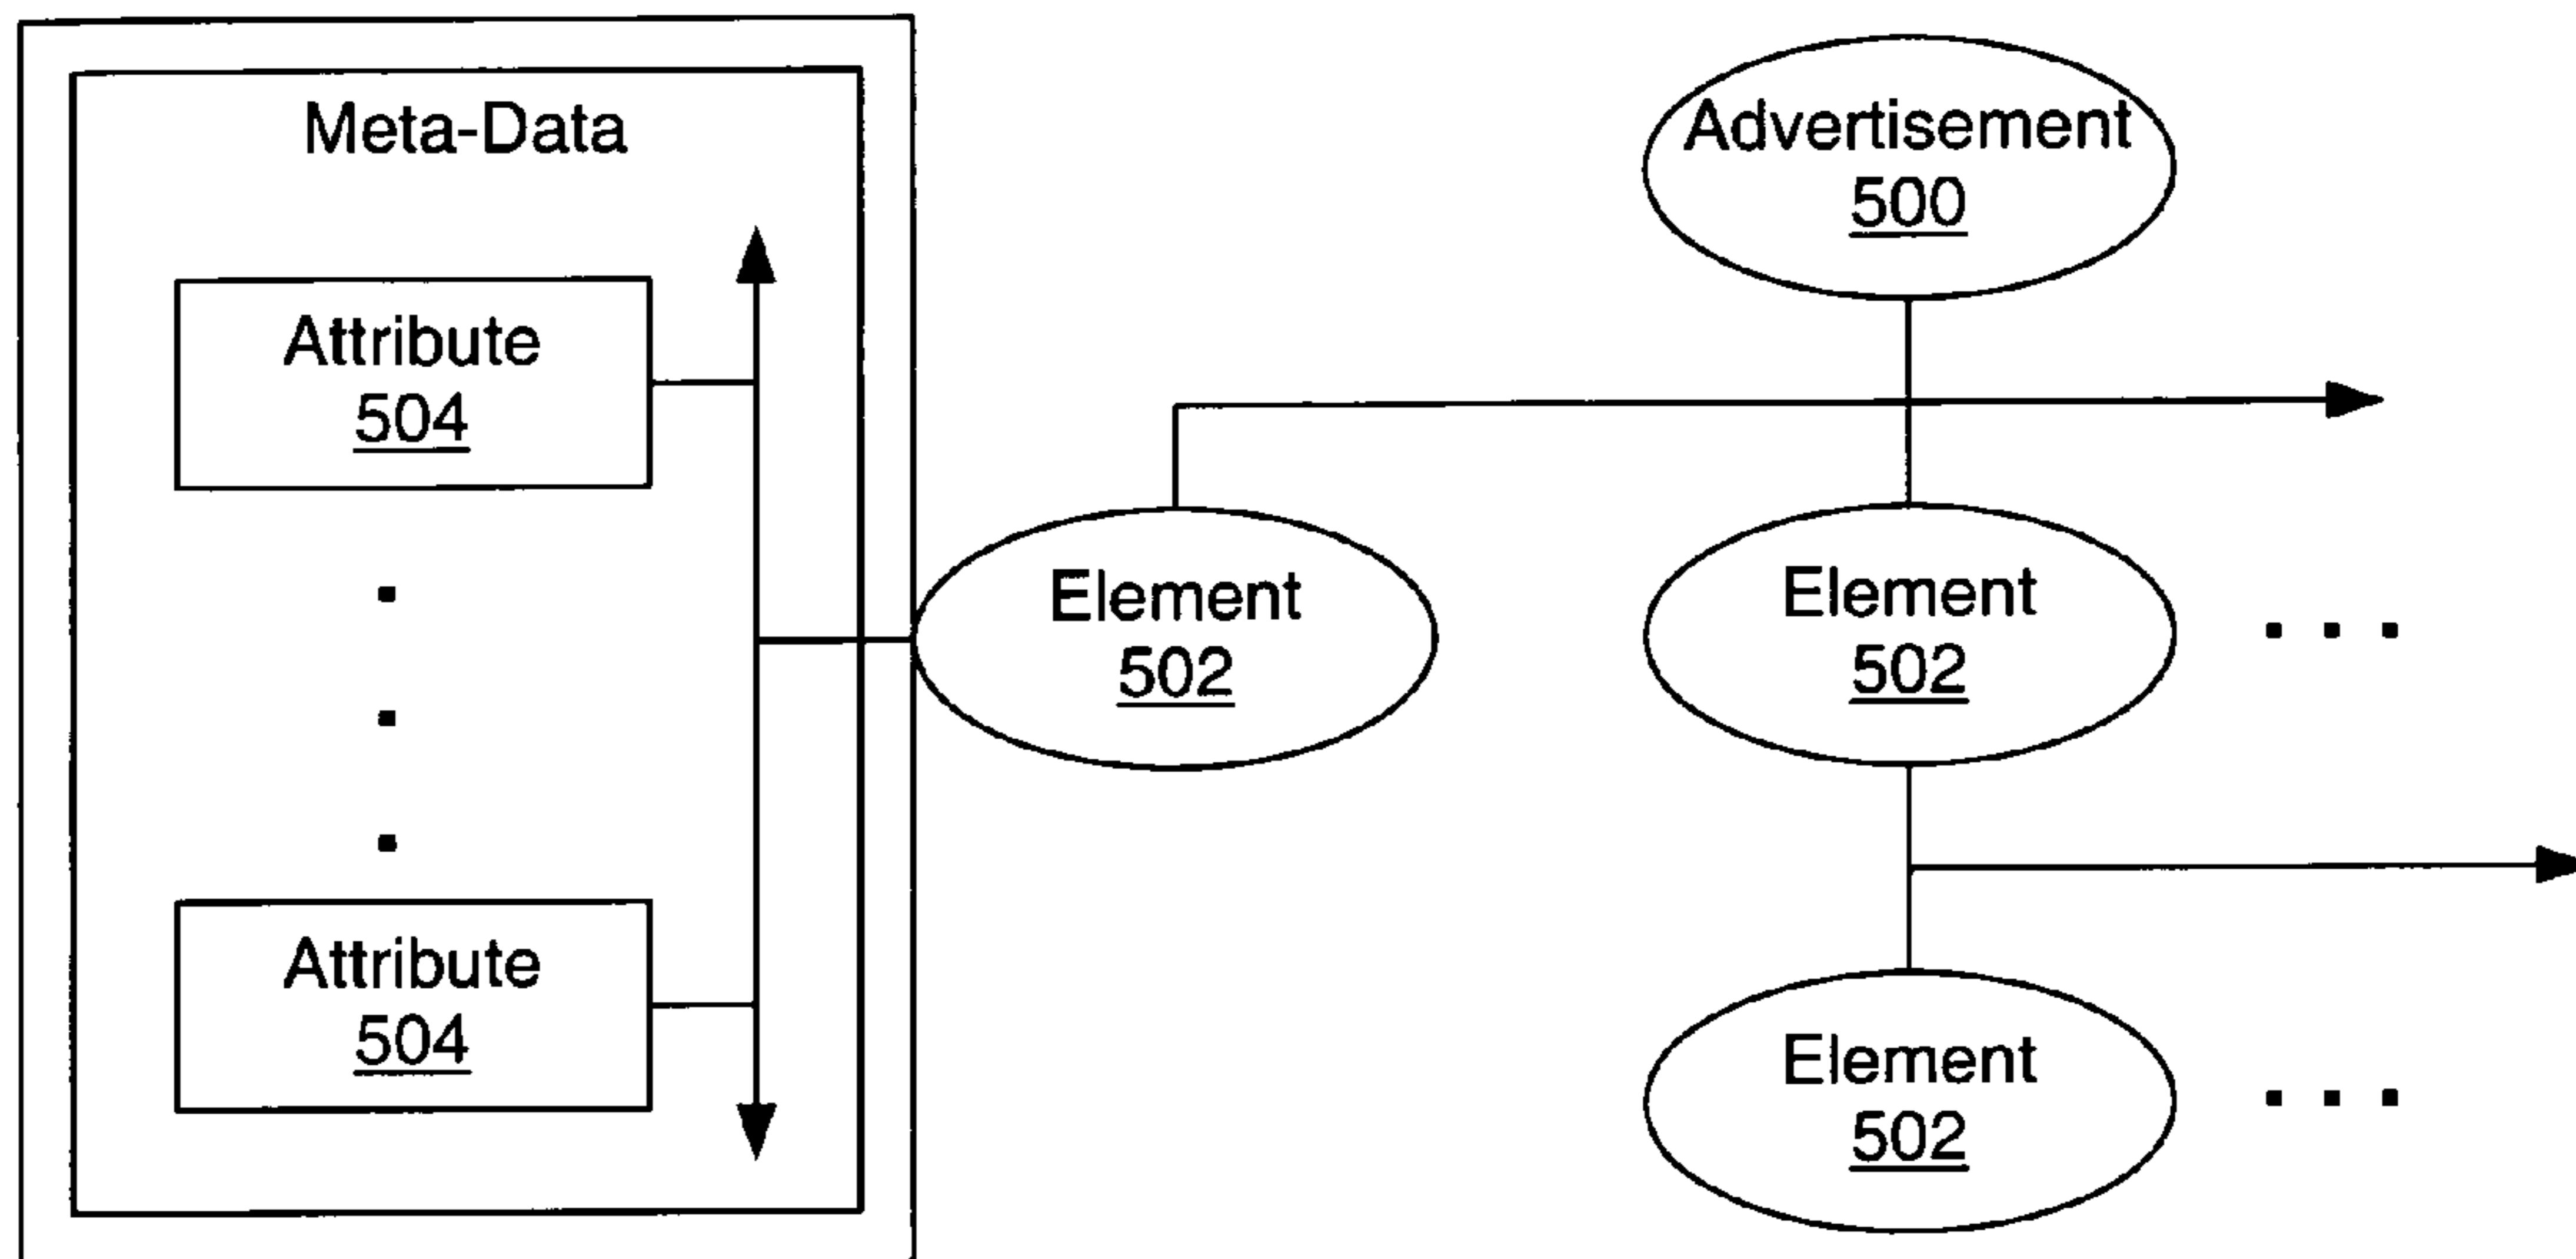 Meta-Data
Attribute
504
Attribute
504
Advertisement
500
Element
502
Element
502
Element
502